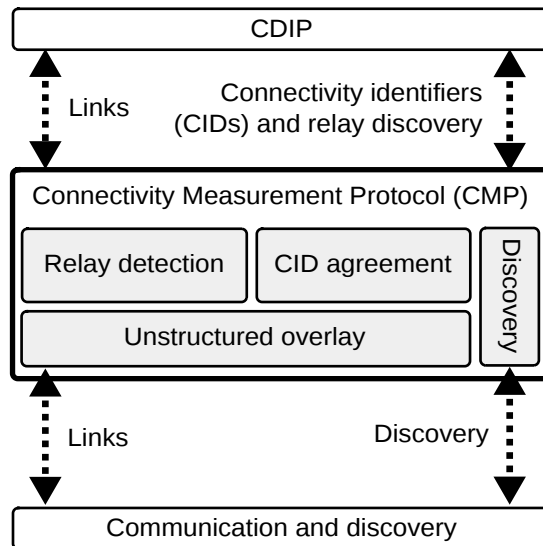 CDIP
Links
Connectivity identifiers
(CIDs) and relay discovery
Connectivity Measurement Protocol (CMP)
Relay detection
CID agreement
Discovery
Unstructured overlay
Links
Discovery
Communication and discovery